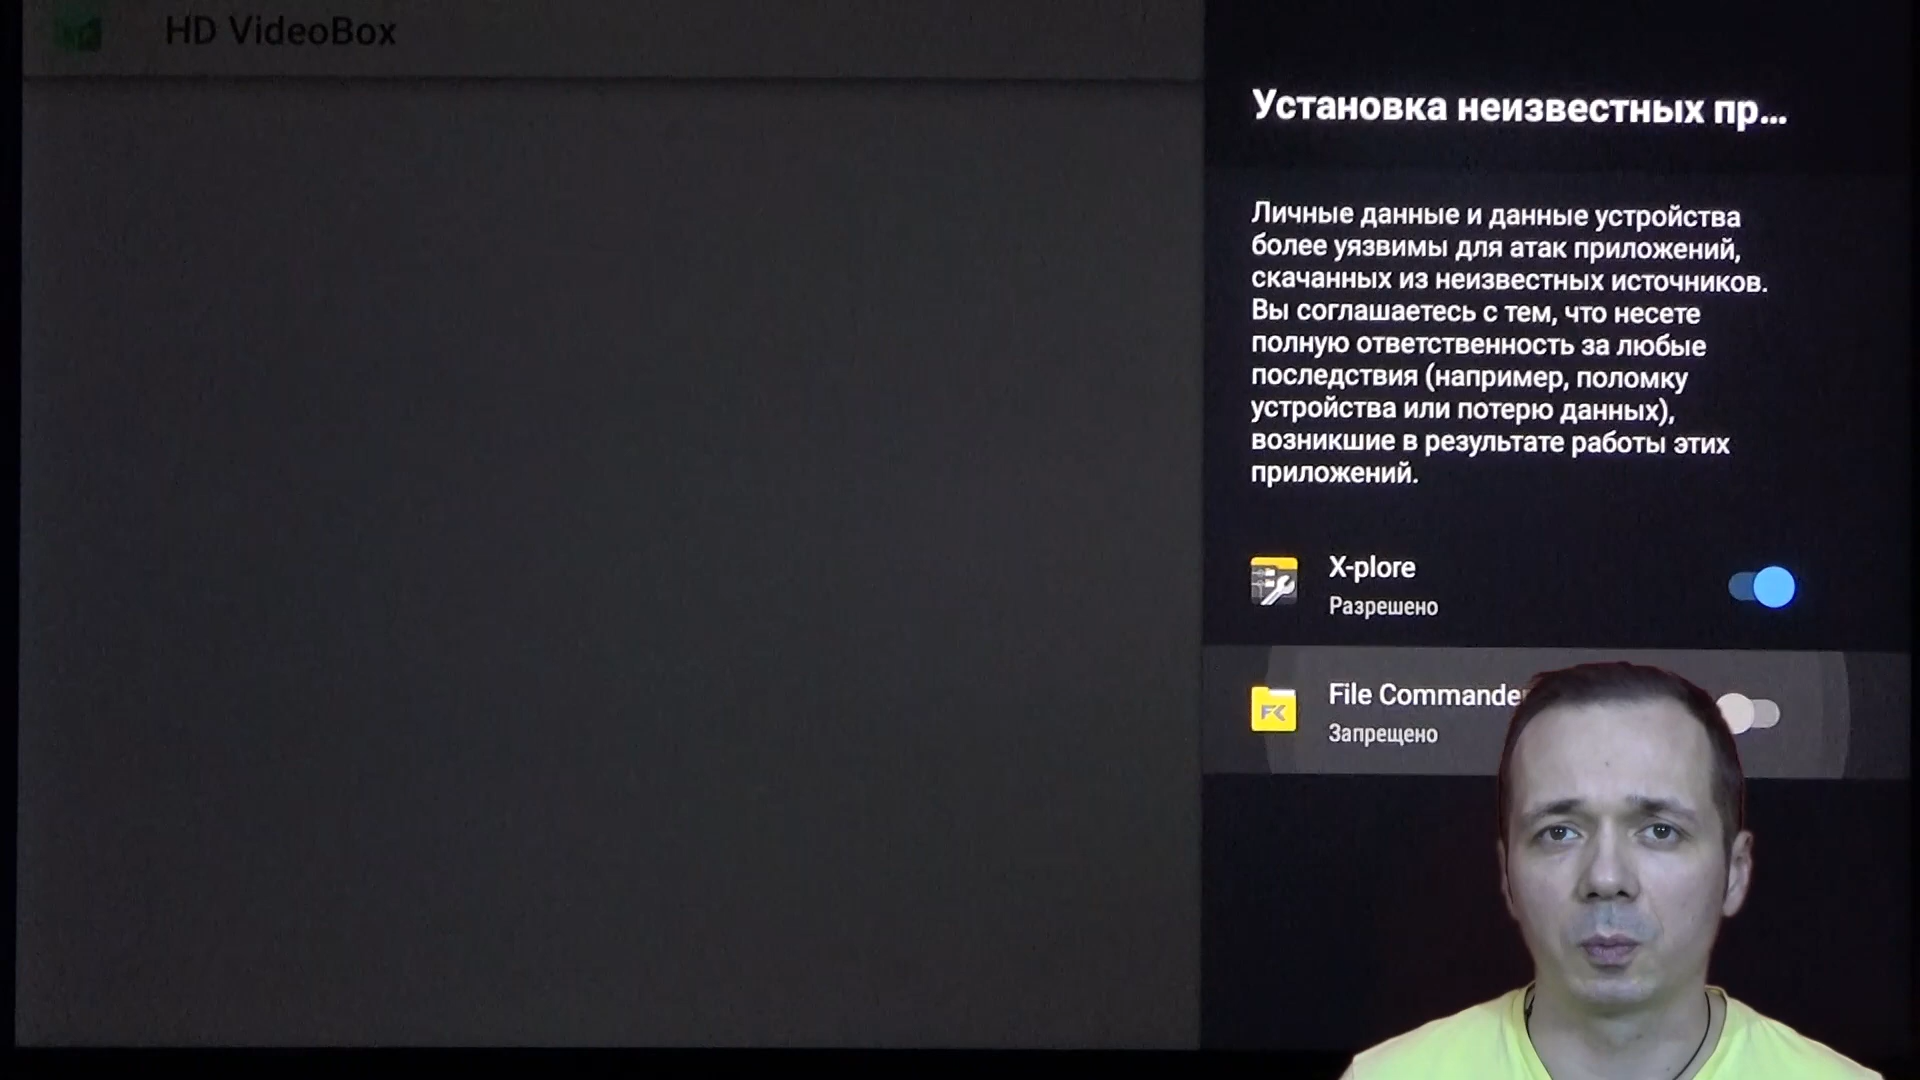 HD VideoBox
Установка неизвестных пр...
Личные данные и данные устройства
более уязвимы для атак приложений,
скачанных из неизвестных источников.
Вы соглашаетесь с тем, что несете
полную ответственность за любые
последствия (например, поломку
устройства или потерю данных),
возникшие в результате работы этих
приложений.
X-plore
Разрешено
File Commande
Запрещено